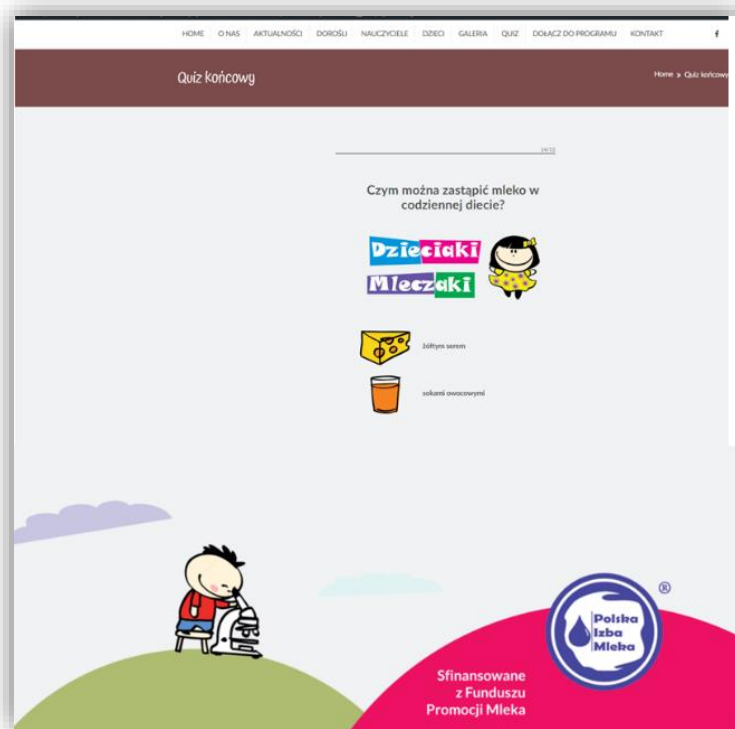 HOME O NAS AKTUALNOŚCI DOROŚLI NAUCZYCIELE DZIECI GALERIA QUIZ DOŁĄCZ DO PROGRAMU KONTAKT f
Quiz końcowy
Home » Quiz końcowy
Czym można zastąpić mleko w
codziennej diecie?
Dzieciaki
Mleczaki
żółtym serem
sokami owocowymi
®
Polska
Izba
Mleka
Sfinansowane
z Funduszu
Promocji Mleka